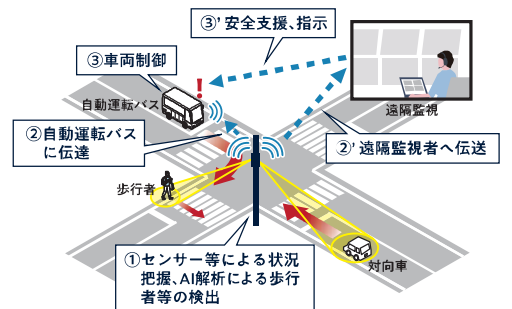 ③’安全支援、指示
③車両制御
自動運転バス
遠隔監視
②自動運転バス
に伝達
②’遠隔監視者へ伝送
歩行者
対向車
①センサー等による状況
把握、AI解析による歩行
者等の検出